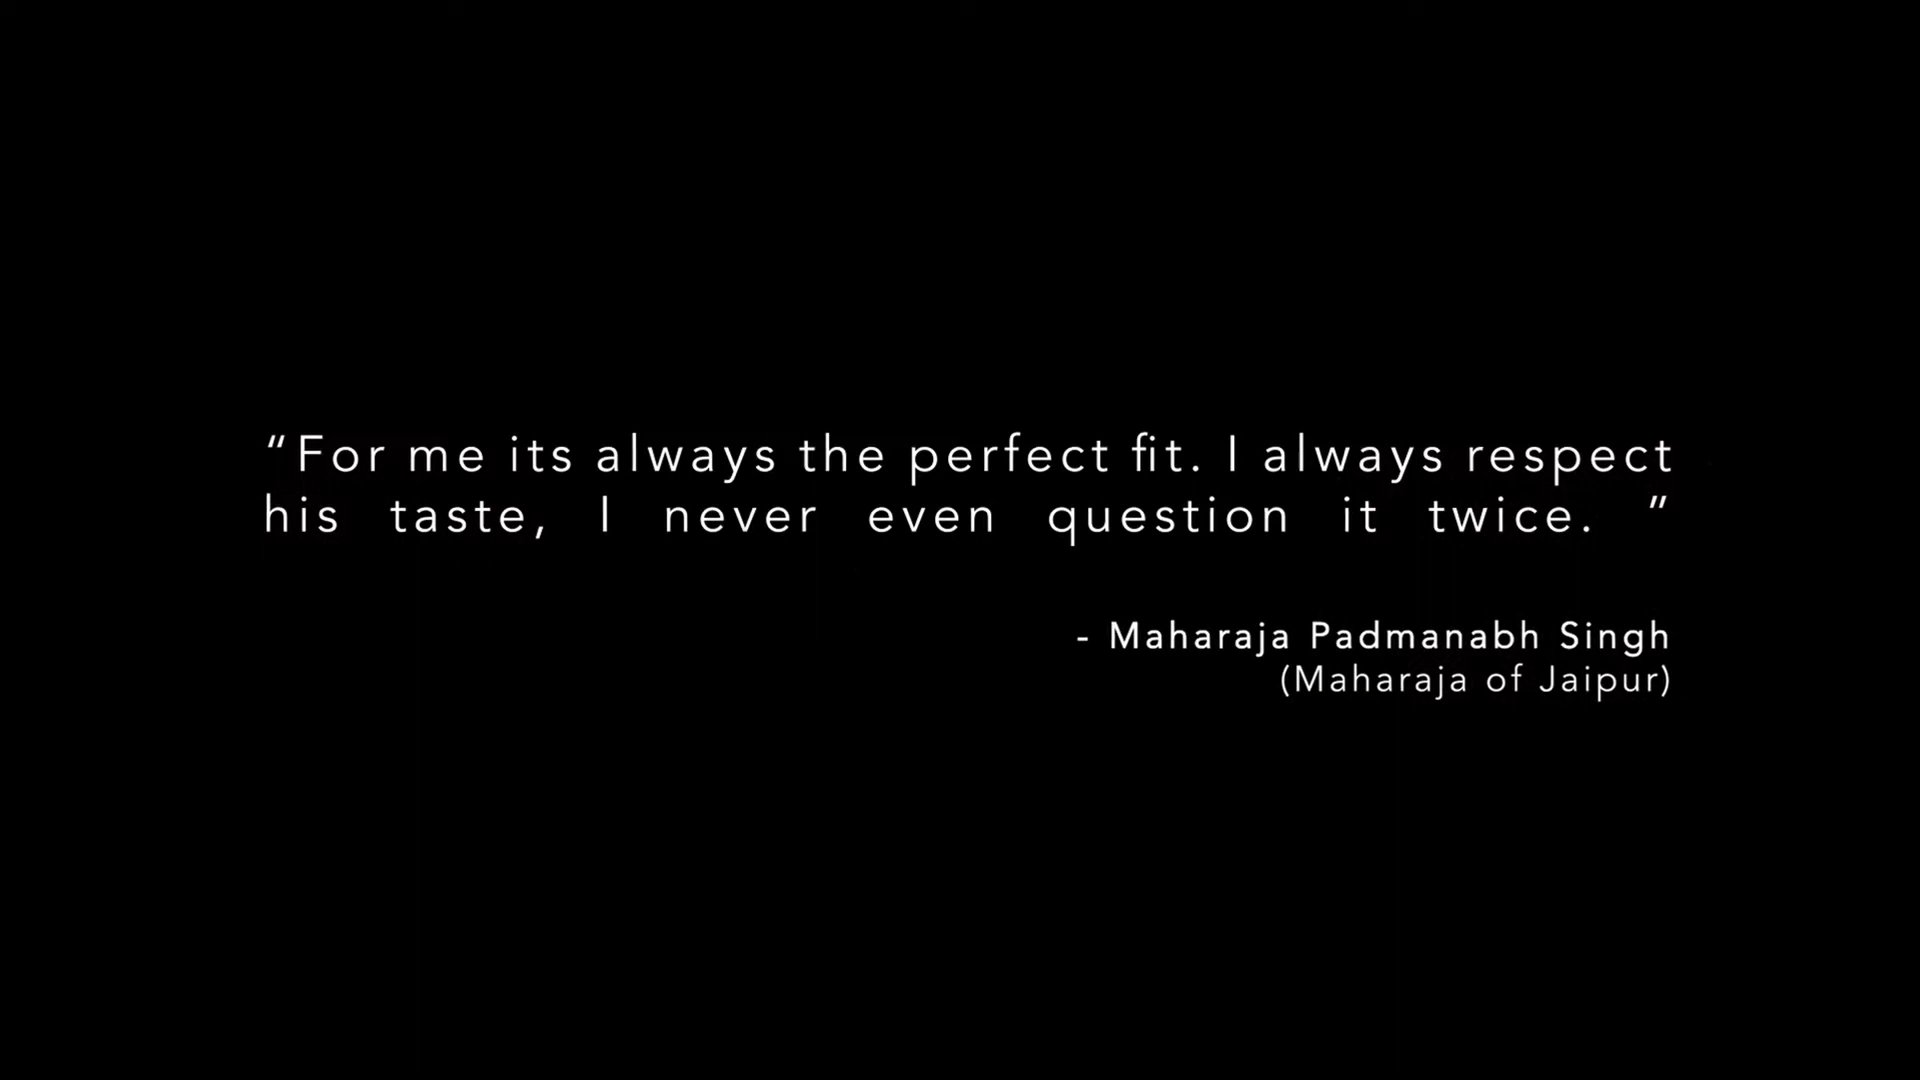 “For me its always the perfect fit. I always respect
his taste, I never even question it twice. ”
- Maharaja Padmanabh Singh
(Maharaja of Jaipur)